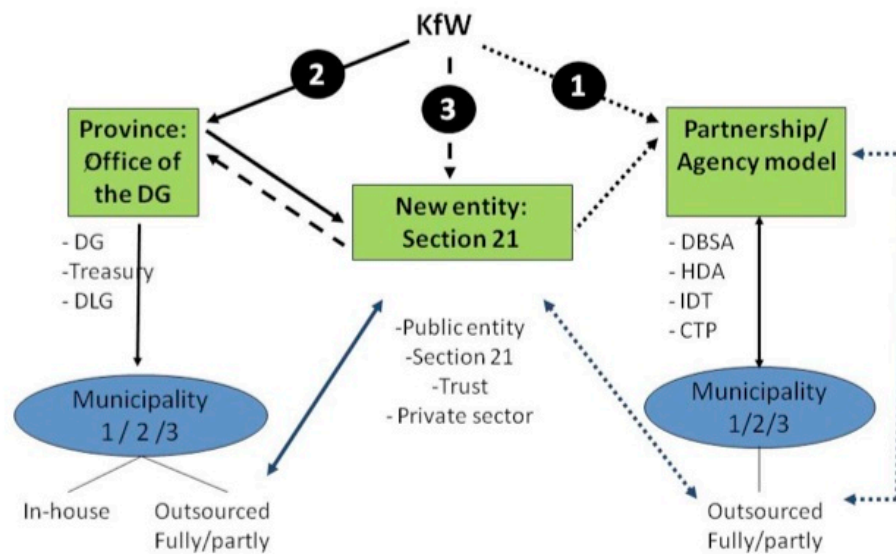 KfW
2
1
3
Province:
Office of
the DG
Partnership/
Agency model
New entity:
Section 21
- DG
-Treasury
- DLG
- DBSA
- HDA
- IDT
- CTP
-Public entity
-Section 21
-Trust
- Private sector
Municipality
1 / 2 /3
Municipality
1/2/3
In-house
Outsourced
Fully/partly
Outsourced
Fully/partly